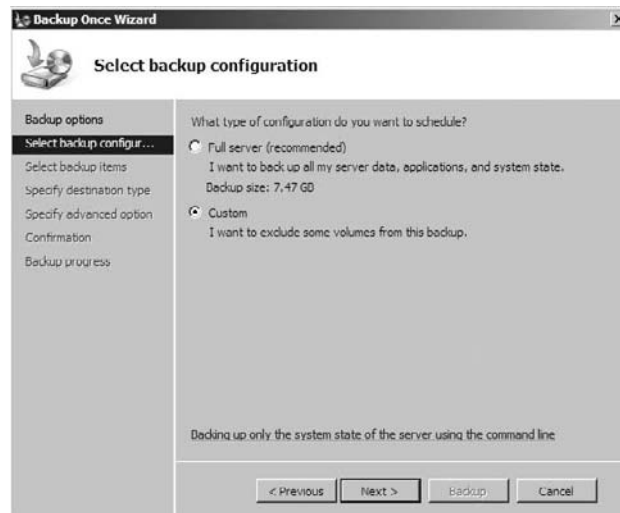 Backup Once Wizard
Select backup configuration
Backup options
Select backup configur...
Select backup items
Specify destination type
Specify advanced option
Confirmation
Backup progress
What type of configuration do you want to schedule?
Full server (recommended)
I want to back up all my server data, applications, and system state.
Backup size: 7.47 GB
Custom
I want to exclude some volumes from this backup.
Backing up only the system state of the server using the command line
< Previous
Next >
Backup
Cancel